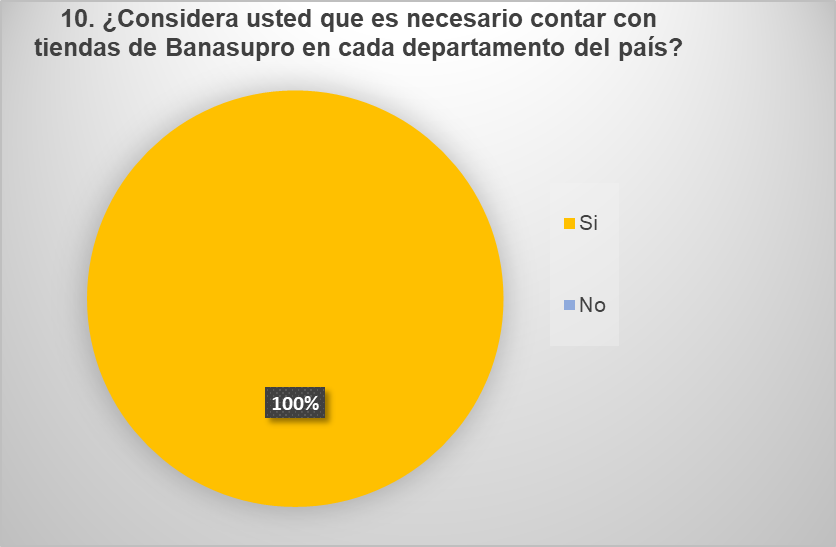 10. ¿Considera usted que es necesario contar con
tiendas de Banasupro en cada departamento del país?
Si
No
100%